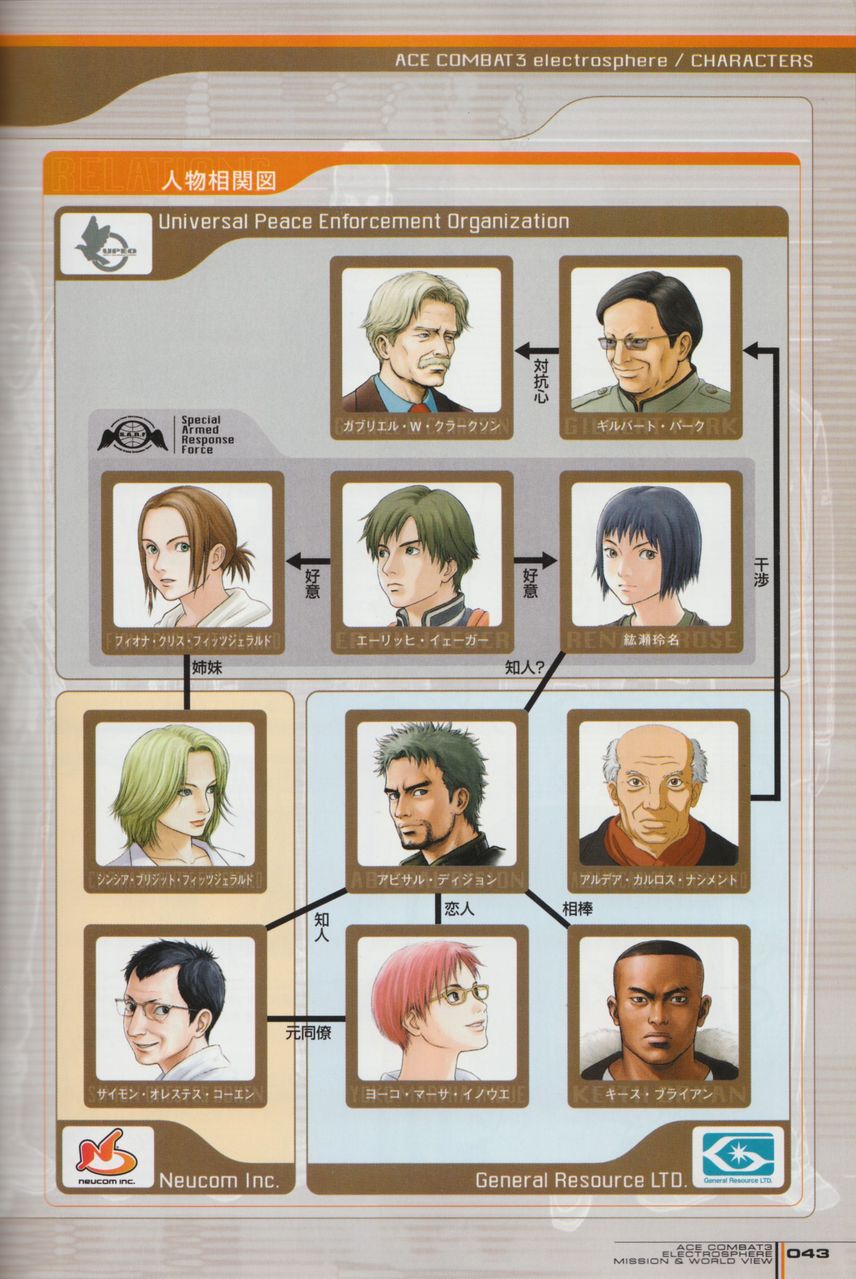 ACE COMBAT3 electrosphere / CHARACTERS
RELATIONS
人物相関図
UPEO
Universal Peace Enforcement Organization
対抗心
ガブリエル・W・クラークソン
ギルバート・パーク
S.A.R.F
Special
Armed
Response
Force
好意
好意
干渉
フィオナ・クリス・フィッツジェラルド
エーリッヒ・イェーガー
紘瀬玲名
姉妹
知人?
シンシア・ブリジット・フィッツジェラルド
アビサル・ディジョン
アルデア・カルロス・ナシメント
知人
恋人
相棒
元同僚
サイモン・オレステス・コーエン
ヨーコ・マーサ・イノウエ
キース・ブライアン
neucom inc.
Neucom Inc.
General Resource LTD.
General Resource LTD.
ACE COMBAT3
ELECTROSPHERE
MISSION & WORLD VIEW
043